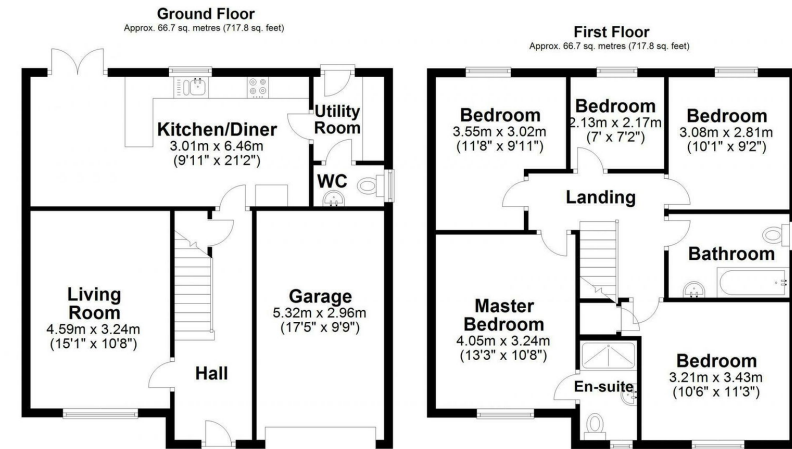 Ground Floor
Approx. 66.7 sq. metres (717.8 sq. feet)
Kitchen/Diner
3.01m x 6.46m
(9'11" x 21'2")
Utility
Room
WC
Living
Room
4.59m x 3.24m
(15'1" x 10'8")
Hall
Garage
5.32m x 2.96m
(17'5" x 9'9")
First Floor
Approx. 66.7 sq. metres (717.8 sq. feet)
Bedroom
3.55m x 3.02m
(11'8" x 9'11")
Bedroom
2.13m x 2.17m
(7' x 7'2")
Bedroom
3.08m x 2.81m
(10'1" x 9'2")
Landing
Bathroom
Master
Bedroom
4.05m x 3.24m
(13'3" x 10'8")
En-suite
Bedroom
3.21m x 3.43m
(10'6" x 11'3")